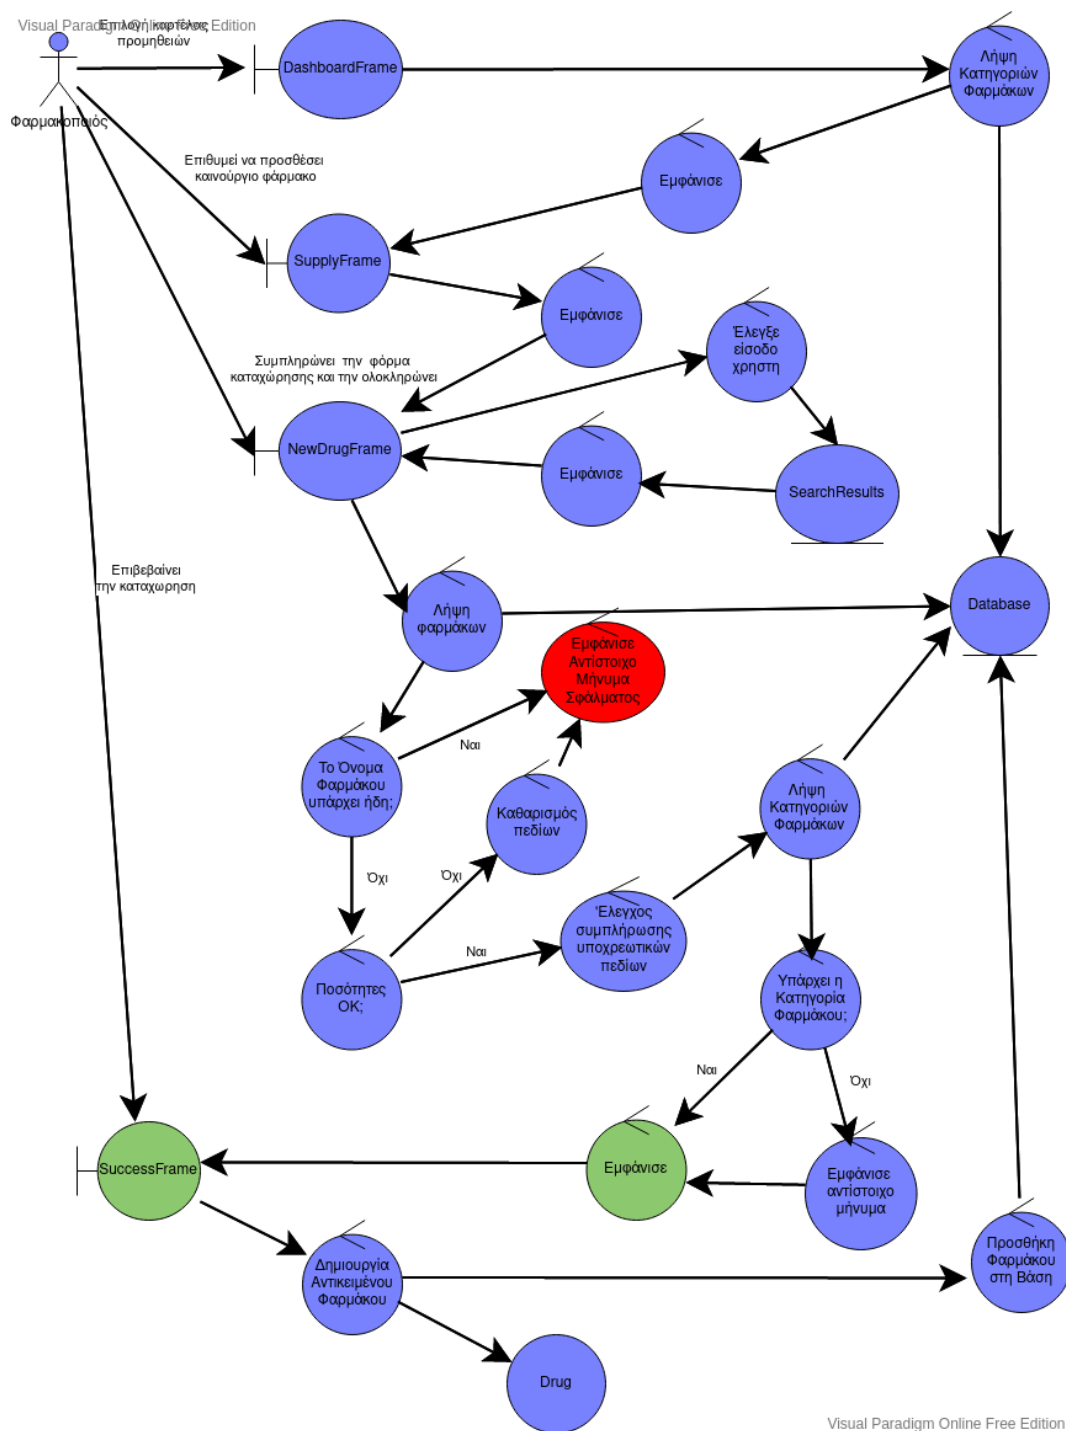 Visual Paradigm Online Free Edition
Επιλογή καρτέλας
προμηθειών
Φαρμακοποιός
DashboardFrame
Λήψη
Κατηγοριών
Φαρμάκων
Επιθυμεί να προσθέσει
καινούργιο φάρμακο
Εμφάνισε
SupplyFrame
Εμφάνισε
Έλεγξε
είσοδο
χρηστη
Συμπληρώνει την φόρμα
καταχώρησης και την ολοκληρώνει
NewDrugFrame
Εμφάνισε
SearchResults
Επιβεβαίνει
την καταχωρηση
Λήψη
φαρμάκων
Database
Εμφάνισε
Αντίστοιχο
Μήνυμα
Σφάλματος
Ναι
Το Όνομα
Φαρμάκου
υπάρχει ήδη;
Καθαρισμός
πεδίων
Λήψη
Κατηγοριών
Φαρμάκων
Όχι
Όχι
Έλεγχος
συμπλήρωσης
υποχρεωτικών
πεδίων
Ναι
Ποσότητες
OK;
Υπάρχει η
Κατηγορία
Φαρμάκου;
Ναι
Όχι
SuccessFrame
Εμφάνισε
Εμφάνισε
αντίστοιχο
μήνυμα
Δημιουργία
Αντικειμένου
Φαρμάκου
Προσθήκη
Φαρμάκου
στη Βάση
Drug
Visual Paradigm Online Free Edition